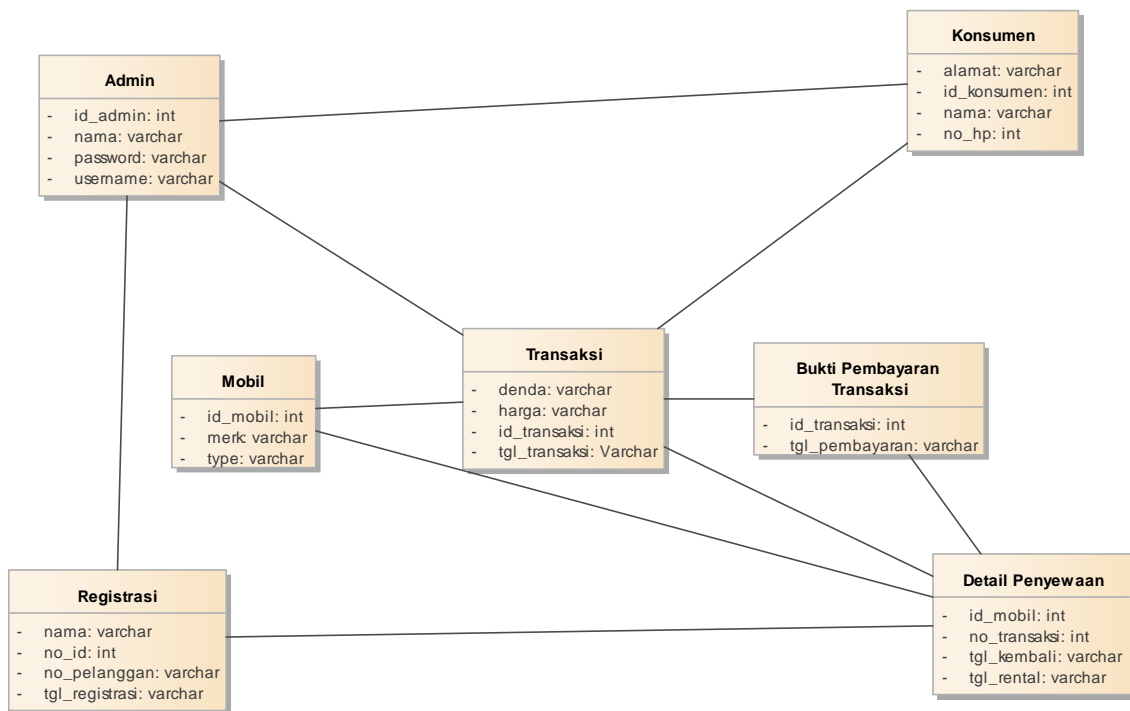 Admin
- id_admin: int
- nama: varchar
- password: varchar
- username: varchar
Konsumen
- alamat: varchar
- id_konsumen: int
- nama: varchar
- no_hp: int
Mobil
- id_mobil: int
- merk: varchar
- type: varchar
Transaksi
- denda: varchar
- harga: varchar
- id_transaksi: int
- tgl_transaksi: Varchar
Bukti Pembayaran
Transaksi
- id_transaksi: int
- tgl_pembayaran: varchar
Registrasi
- nama: varchar
- no_id: int
- no_pelanggan: varchar
- tgl_registrasi: varchar
Detail Penyewaan
- id_mobil: int
- no_transaksi: int
- tgl_kembali: varchar
- tgl_rental: varchar